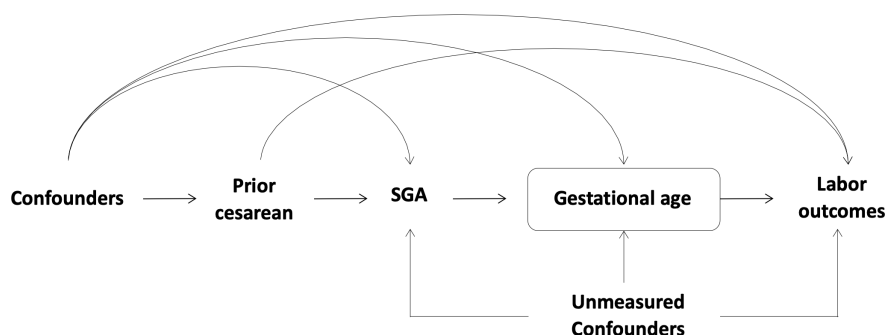 Confounders
Prior
cesarean
SGA
Gestational age
Labor
outcomes
Unmeasured
Confounders